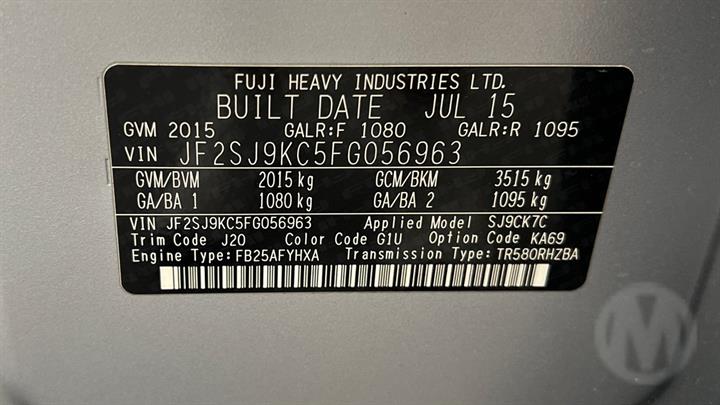 FUJI HEAVY INDUSTRIES LTD.
BUILT DATE JUL 15
GVM 2015 GALR:F 1080 GALR:R 1095
VIN JF2SJ9KC5FG056963
GVM/BVM 2015 kg GCM/BKM 3515 kg
GA/BA 1 1080 kg GA/BA 2 1095 kg
VIN JF2SJ9KC5FG056963 Applied Model SJ9CK7C
Trim Code J20 Color Code G1U Option Code KA69
Engine Type:FB25AFYHXA Transmission Type:TR580RHZBA
M